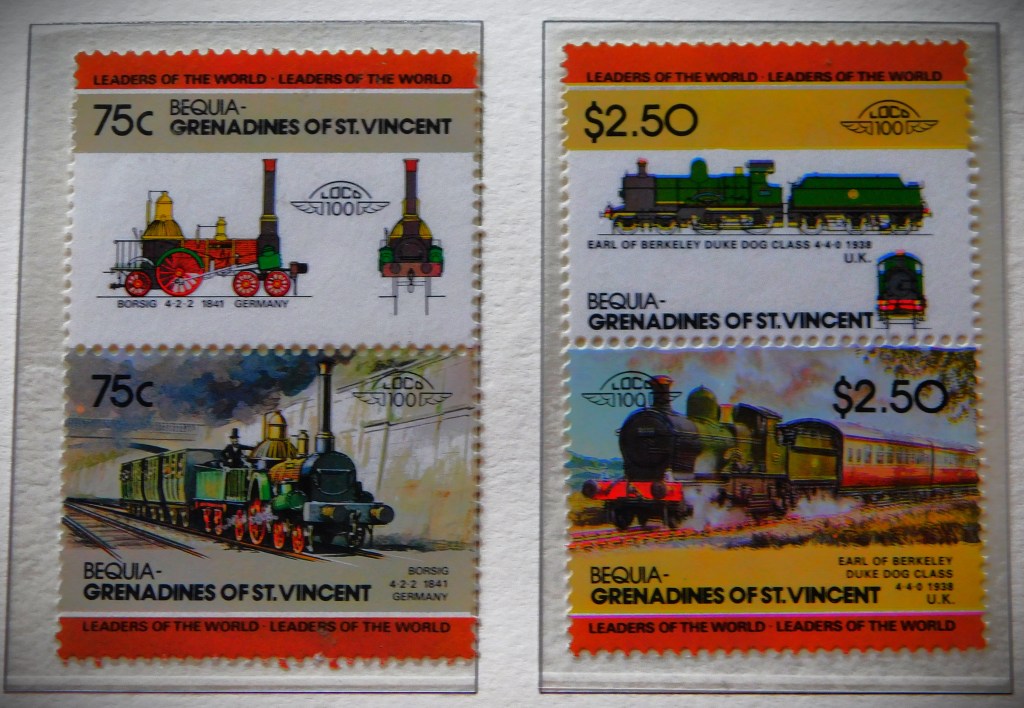 LEADERS OF THE WORLD · LEADERS OF THE WORLD
75c BEQUIA-
GRENADINES OF ST. VINCENT
LOCO
100
BORSIG 4-2-2 1841 GERMANY
75c
LOCO
100
BEQUIA-
GRENADINES OF ST. VINCENT
BORSIG
4-2-2 1841
GERMANY
LEADERS OF THE WORLD · LEADERS OF THE WORLD
LEADERS OF THE WORLD · LEADERS OF THE WORLD
$2.50
LOCO
100
EARL OF BERKELEY DUKE DOG CLASS 4-4-0 1938
U.K.
BEQUIA-
GRENADINES OF ST. VINCENT
LOCO
100
$2.50
BEQUIA-
GRENADINES OF ST. VINCENT
EARL OF BERKELEY
DUKE DOG CLASS
4-4-0 1938
U.K.
LEADERS OF THE WORLD · LEADERS OF THE WORLD